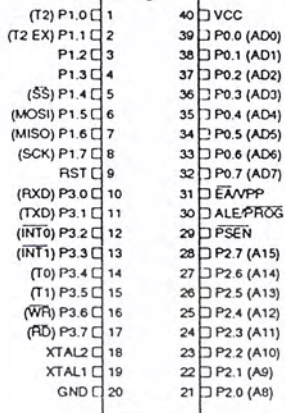 (T2) P1.0 1 40 VCC
(T2 EX) P1.1 2 39 P0.0 (AD0)
P1.2 3 38 P0.1 (AD1)
P1.3 4 37 P0.2 (AD2)
(SS) P1.4 5 36 P0.3 (AD3)
(MOSI) P1.5 6 35 P0.4 (AD4)
(MISO) P1.6 7 34 P0.5 (AD5)
(SCK) P1.7 8 33 P0.6 (AD6)
RST 9 32 P0.7 (AD7)
(RXD) P3.0 10 31 EA/VPP
(TXD) P3.1 11 30 ALE/PROG
(INT0) P3.2 12 29 PSEN
(INT1) P3.3 13 28 P2.7 (A15)
(T0) P3.4 14 27 P2.6 (A14)
(T1) P3.5 15 26 P2.5 (A13)
(WR) P3.6 16 25 P2.4 (A12)
(RD) P3.7 17 24 P2.3 (A11)
XTAL2 18 23 P2.2 (A10)
XTAL1 19 22 P2.1 (A9)
GND 20 21 P2.0 (A8)